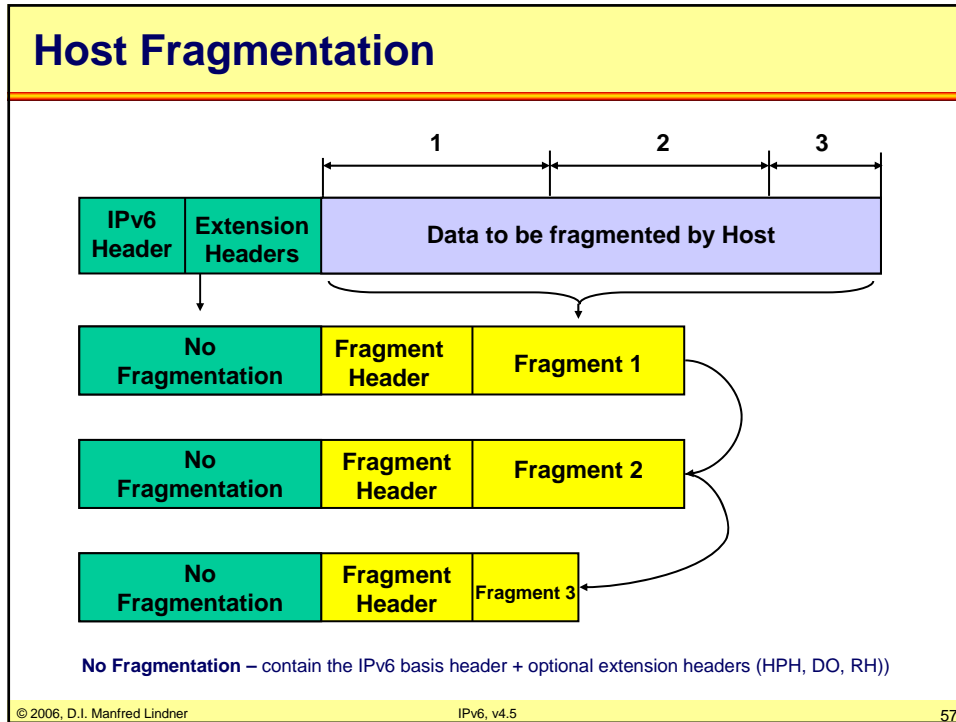 Host Fragmentation
1 2 3
IPv6
Header
Extension
Headers
Data to be fragmented by Host
No
Fragmentation
Fragment
Header
Fragment 1
No
Fragmentation
Fragment
Header
Fragment 2
No
Fragmentation
Fragment
Header
Fragment 3
No Fragmentation – contain the IPv6 basis header + optional extension headers (HPH, DO, RH))
© 2006, D.I. Manfred Lindner IPv6, v4.5 57